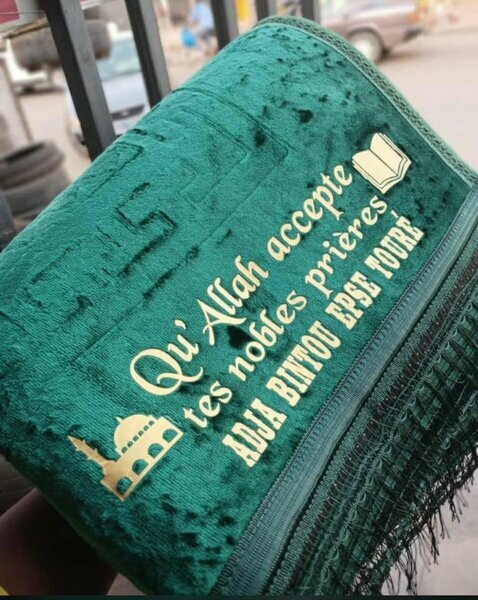 Qu'Allah accepte
tes nobles prières
ADJA BINTOU EPSE TOURÉ